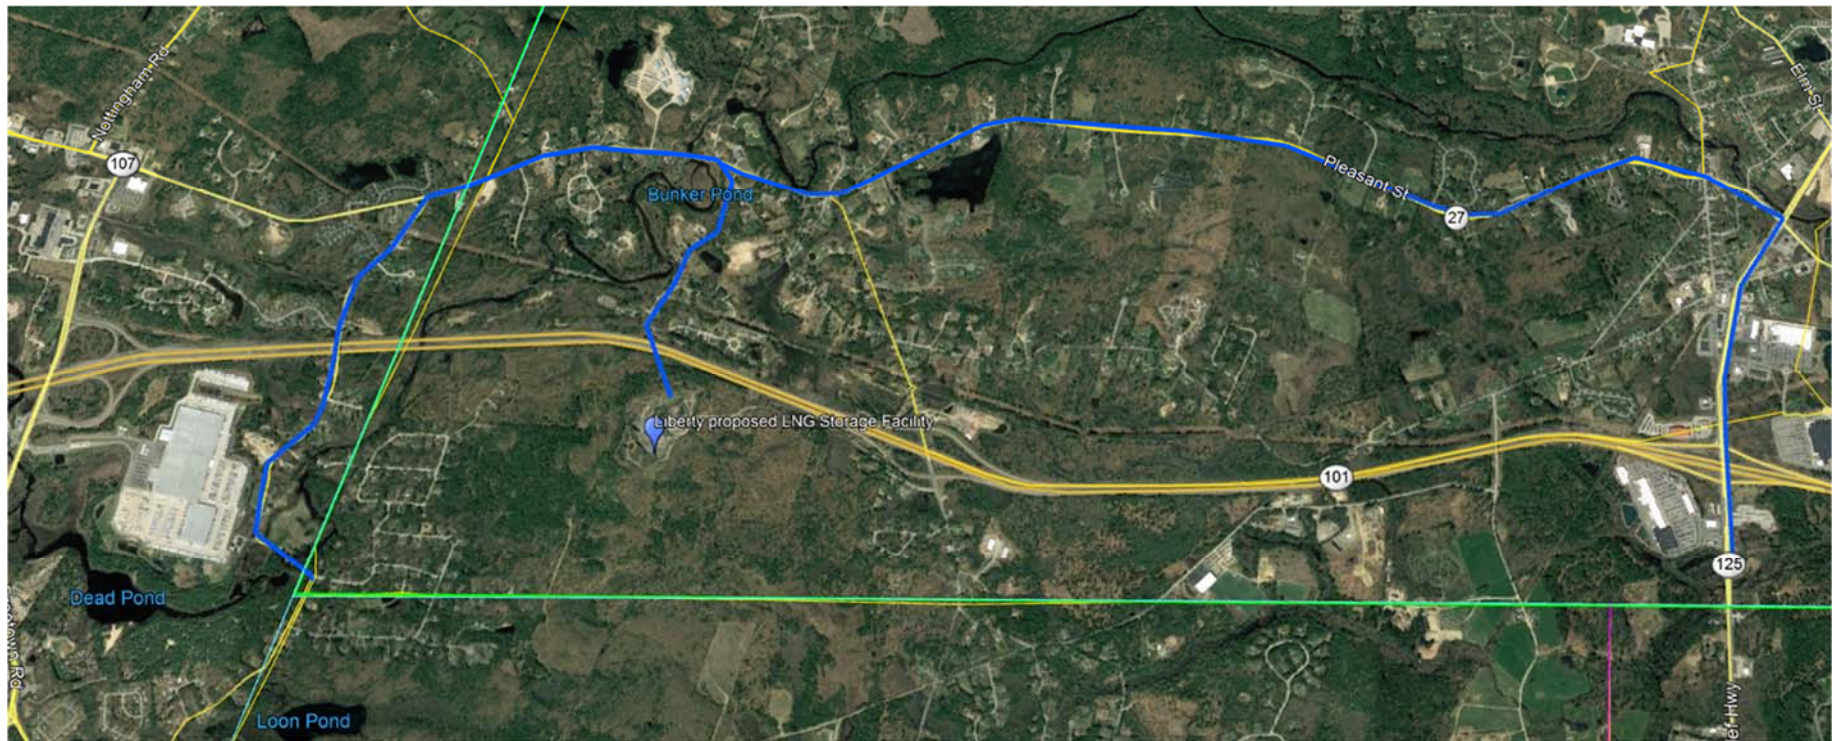 Nottingham Rd
Elm St
107
Pleasant St
Bunker Pond
27
Liberty proposed LNG Storage Facility
101
125
Dead Pond
Loon Pond